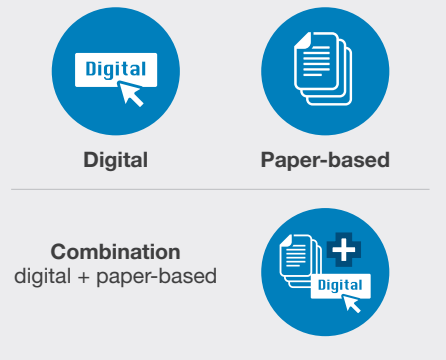 Digital
Digital
Paper-based
Combination
digital + paper-based
Digital